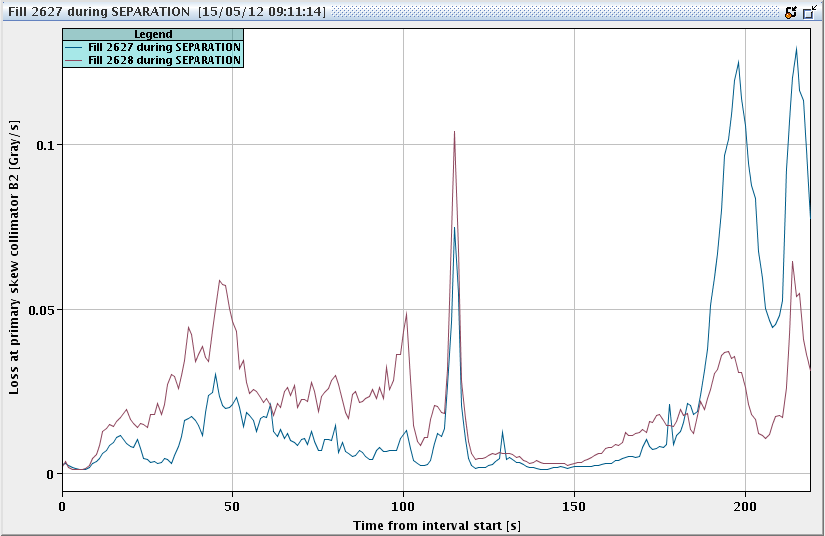 Fill 2627 during SEPARATION [15/05/12 09:11:14]
Legend
Fill 2627 during SEPARATION
Fill 2628 during SEPARATION
Loss at primary skew collimator B2 [Gray/s]
0.1
0.05
0
0 50 100 150 200
Time from interval start [s]